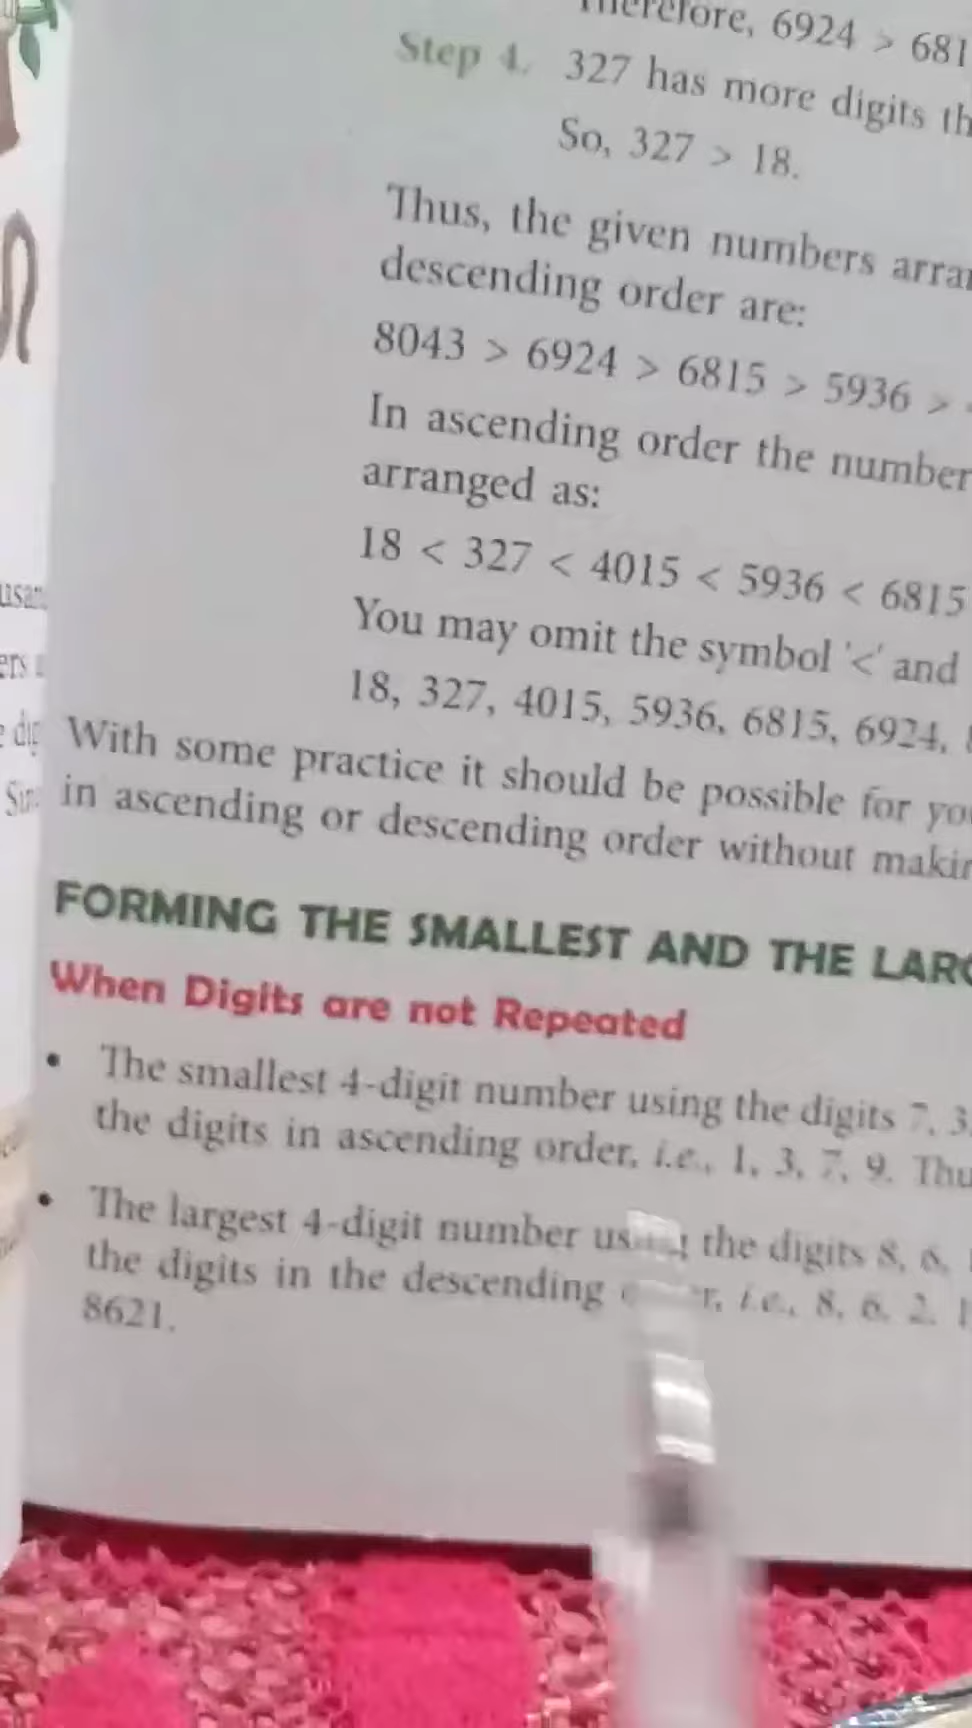 Therefore, 6924 > 681
Step 4. 327 has more digits th
So, 327 > 18.
Thus, the given numbers arra
descending order are:
8043 > 6924 > 6815 > 5936 >
In ascending order the number
arranged as:
18 < 327 < 4015 < 5936 < 6815
You may omit the symbol '<' and
18, 327, 4015, 5936, 6815, 6924,
With some practice it should be possible for yo
in ascending or descending order without makin
FORMING THE SMALLEST AND THE LARG
When Digits are not Repeated
• The smallest 4-digit number using the digits 7, 3,
the digits in ascending order, i.e., 1, 3, 7, 9. Thu
• The largest 4-digit number using the digits 8, 6,
the digits in the descending i.e., 8, 6, 2, 1
8621.